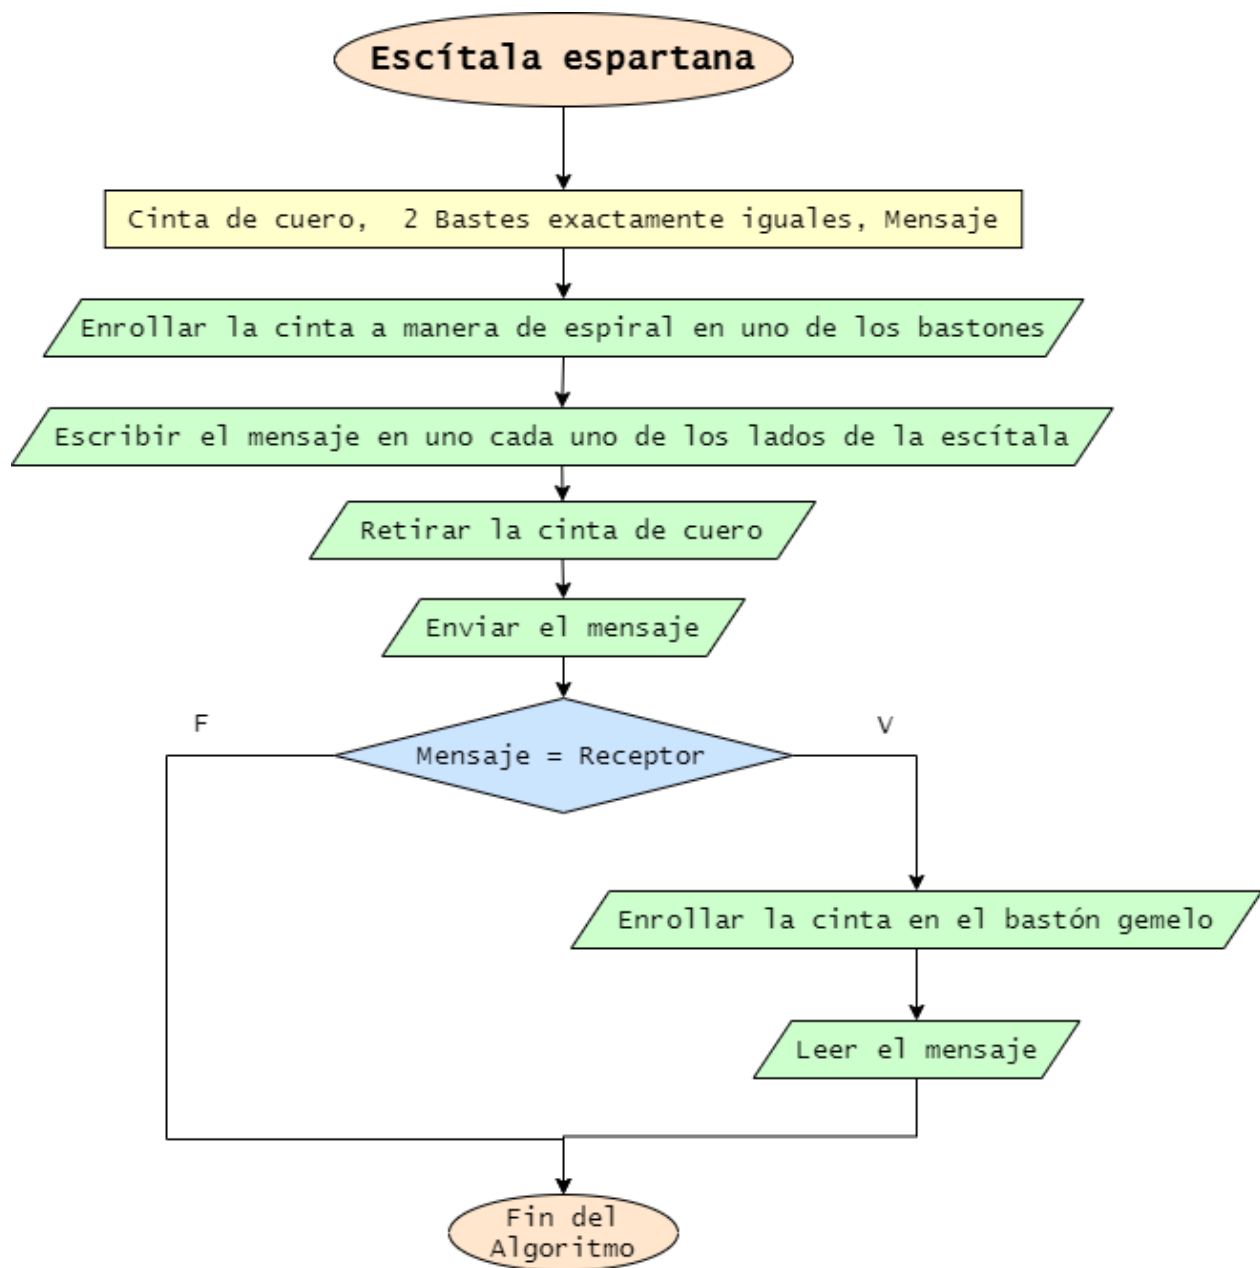 Escítala espartana
Cinta de cuero, 2 Bastes exactamente iguales, Mensaje
Enrollar la cinta a manera de espiral en uno de los bastones
Escribir el mensaje en uno cada uno de los lados de la escítala
Retirar la cinta de cuero
Enviar el mensaje
F
V
Mensaje = Receptor
Enrollar la cinta en el bastón gemelo
Leer el mensaje
Fin del
Algoritmo